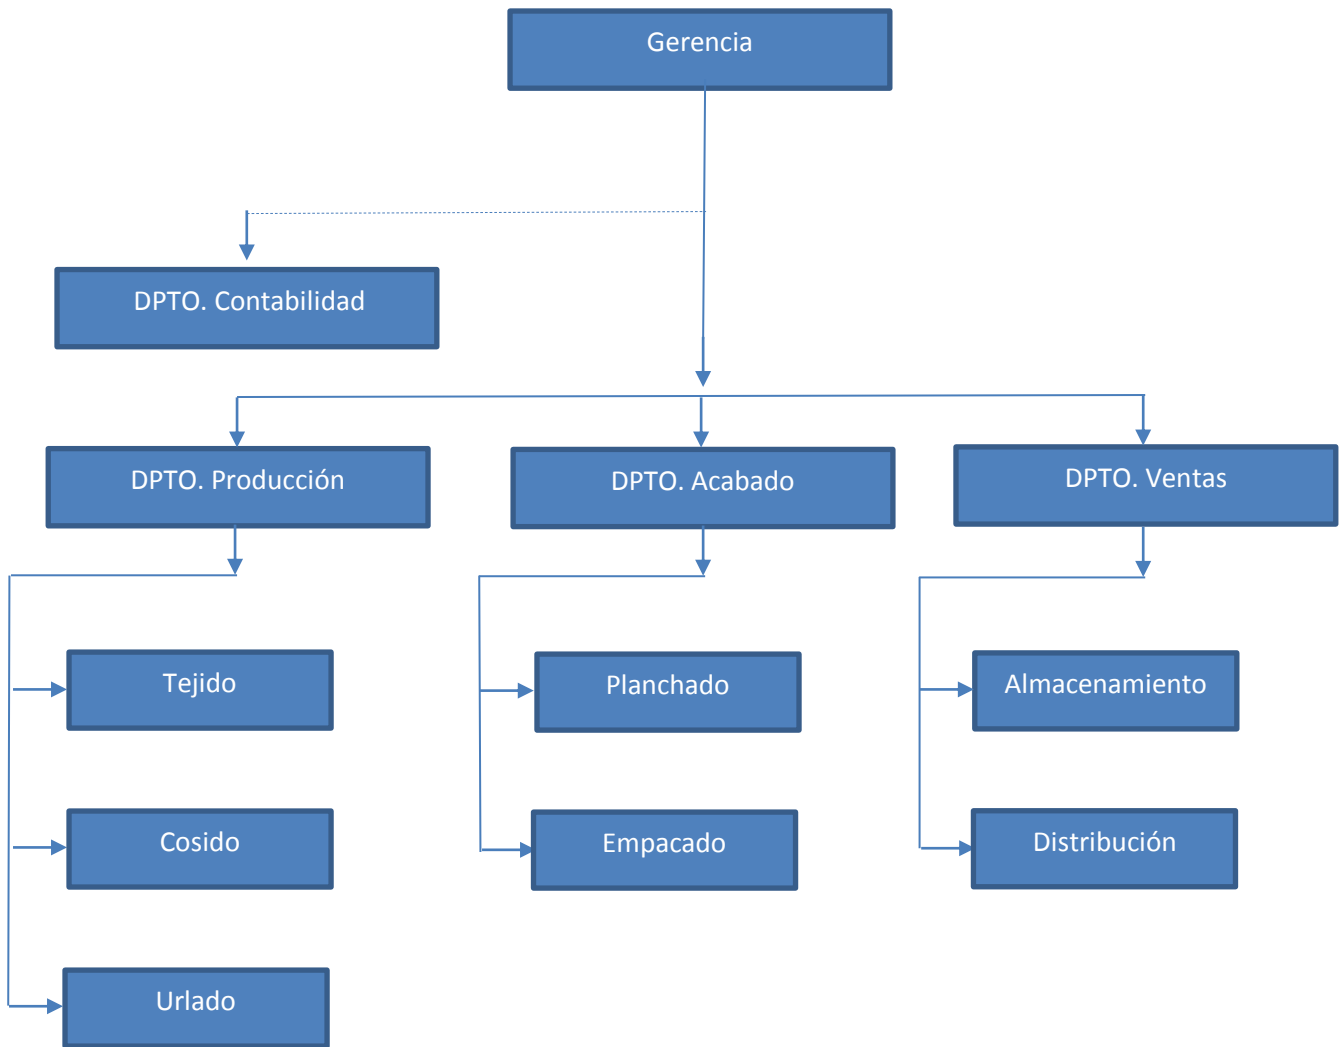 Gerencia
DPTO. Contabilidad
DPTO. Producción
DPTO. Acabado
DPTO. Ventas
Tejido
Planchado
Almacenamiento
Cosido
Empacado
Distribución
Urlado